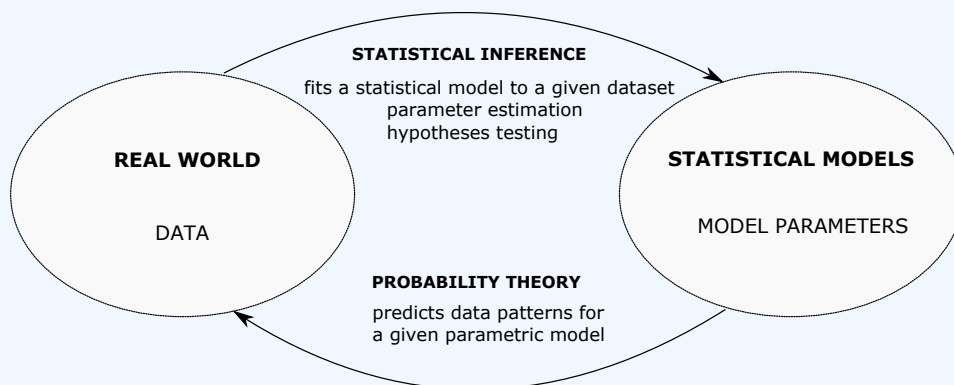 STATISTICAL INFERENCE
fits a statistical model to a given dataset
parameter estimation
hypotheses testing
REAL WORLD
DATA
STATISTICAL MODELS
MODEL PARAMETERS
PROBABILITY THEORY
predicts data patterns for
a given parametric model